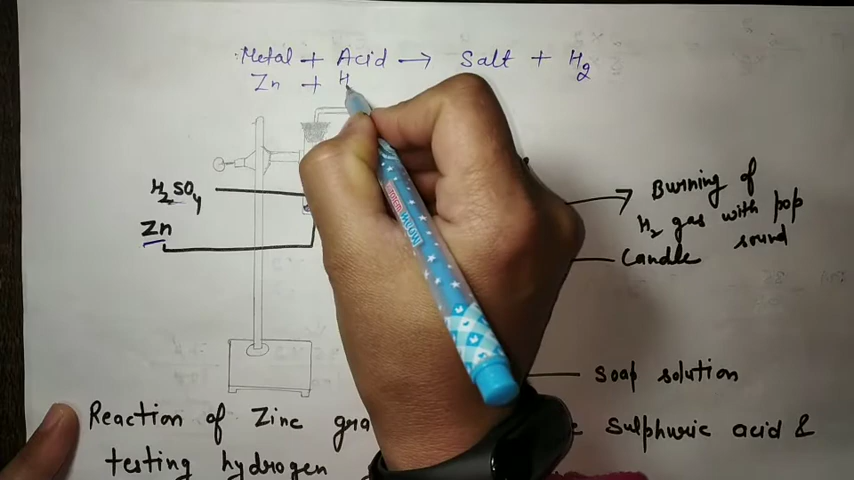 Metal + Acid → Salt + H2
Zn + H
H2SO4
Zn
Burning of
H2 gas with pop
sound
Candle
soap solution
Reaction of Zinc gra
sulphuric acid &
testing hydrogen